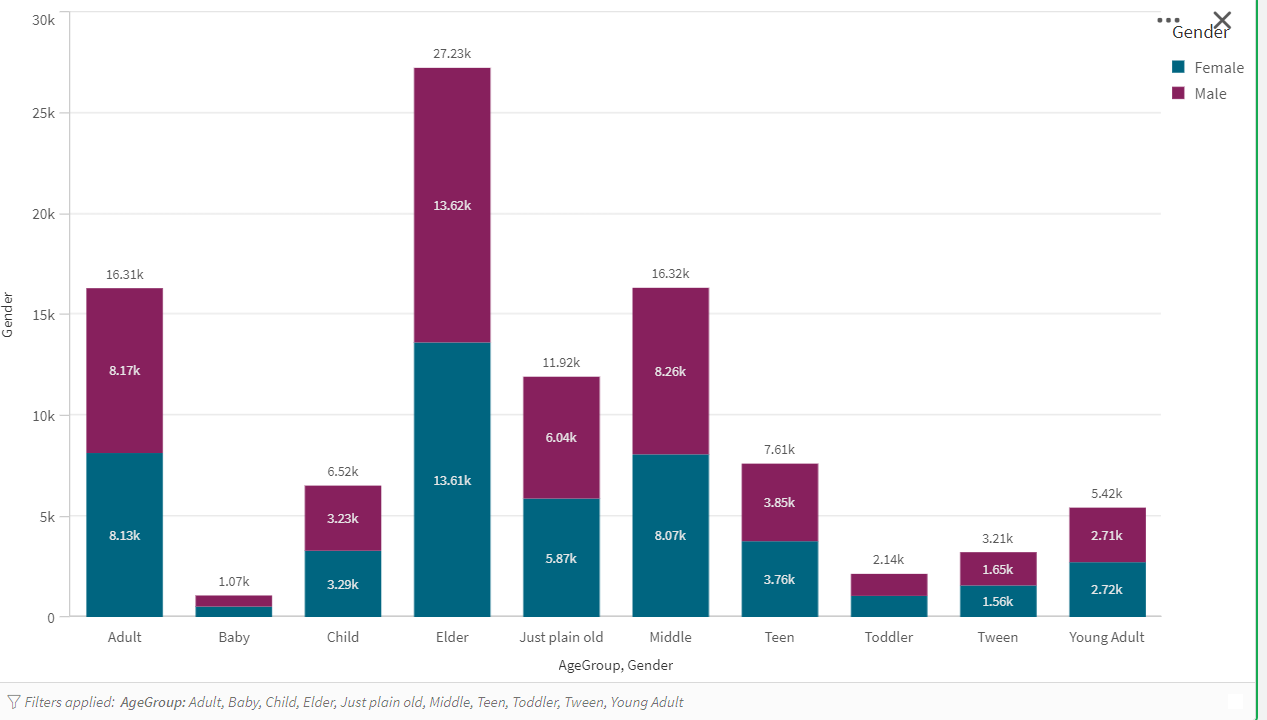 30k
25k
20k
15k
10k
5k
0
Gender
16.31k
8.17k
8.13k
1.07k
6.52k
3.23k
3.29k
27.23k
13.62k
13.61k
11.92k
6.04k
5.87k
16.32k
8.26k
8.07k
7.61k
3.85k
3.76k
2.14k
3.21k
1.65k
1.56k
5.42k
2.71k
2.72k
Adult Baby Child Elder Just plain old Middle Teen Toddler Tween Young Adult
AgeGroup, Gender
Gender
Female
Male
Filters applied: AgeGroup: Adult, Baby, Child, Elder, Just plain old, Middle, Teen, Toddler, Tween, Young Adult